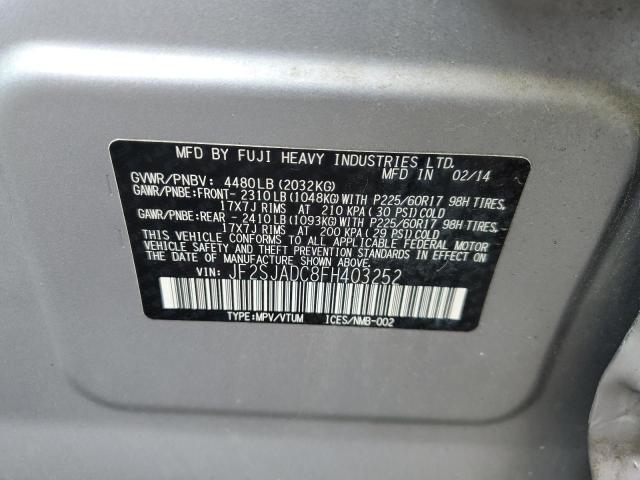 MFD BY FUJI HEAVY INDUSTRIES LTD.
MFD IN 02/14
GVWR/PNBV: 4480LB (2032KG)
GAWR/PNBE:FRONT- 2310LB (1048KG)WITH P225/60R17 98H TIRES,
17X7J RIMS AT 210 KPA ( 30 PSI)COLD
GAWR/PNBE:REAR - 2410LB (1093KG)WITH P225/60R17 98H TIRES,
17X7J RIMS AT 200 KPA (29 PSI)COLD
THIS VEHICLE CONFORMS TO ALL APPLICABLE FEDERAL MOTOR
VEHICLE SAFETY AND THEFT PREVENTION STANDARDS IN EFFECT ON
THE DATE OF MANUFACTURE SHOWN ABOVE.
VIN: JF2SJADC8FH403252
TYPE:MPV/VTUM ICES/NMB-002